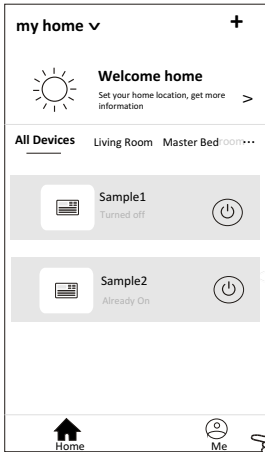 my home
Welcome home
Set your home location, get more
information
All Devices Living Room Master Bedroom
Sample1
Turned off
Sample2
Already On
Home Me